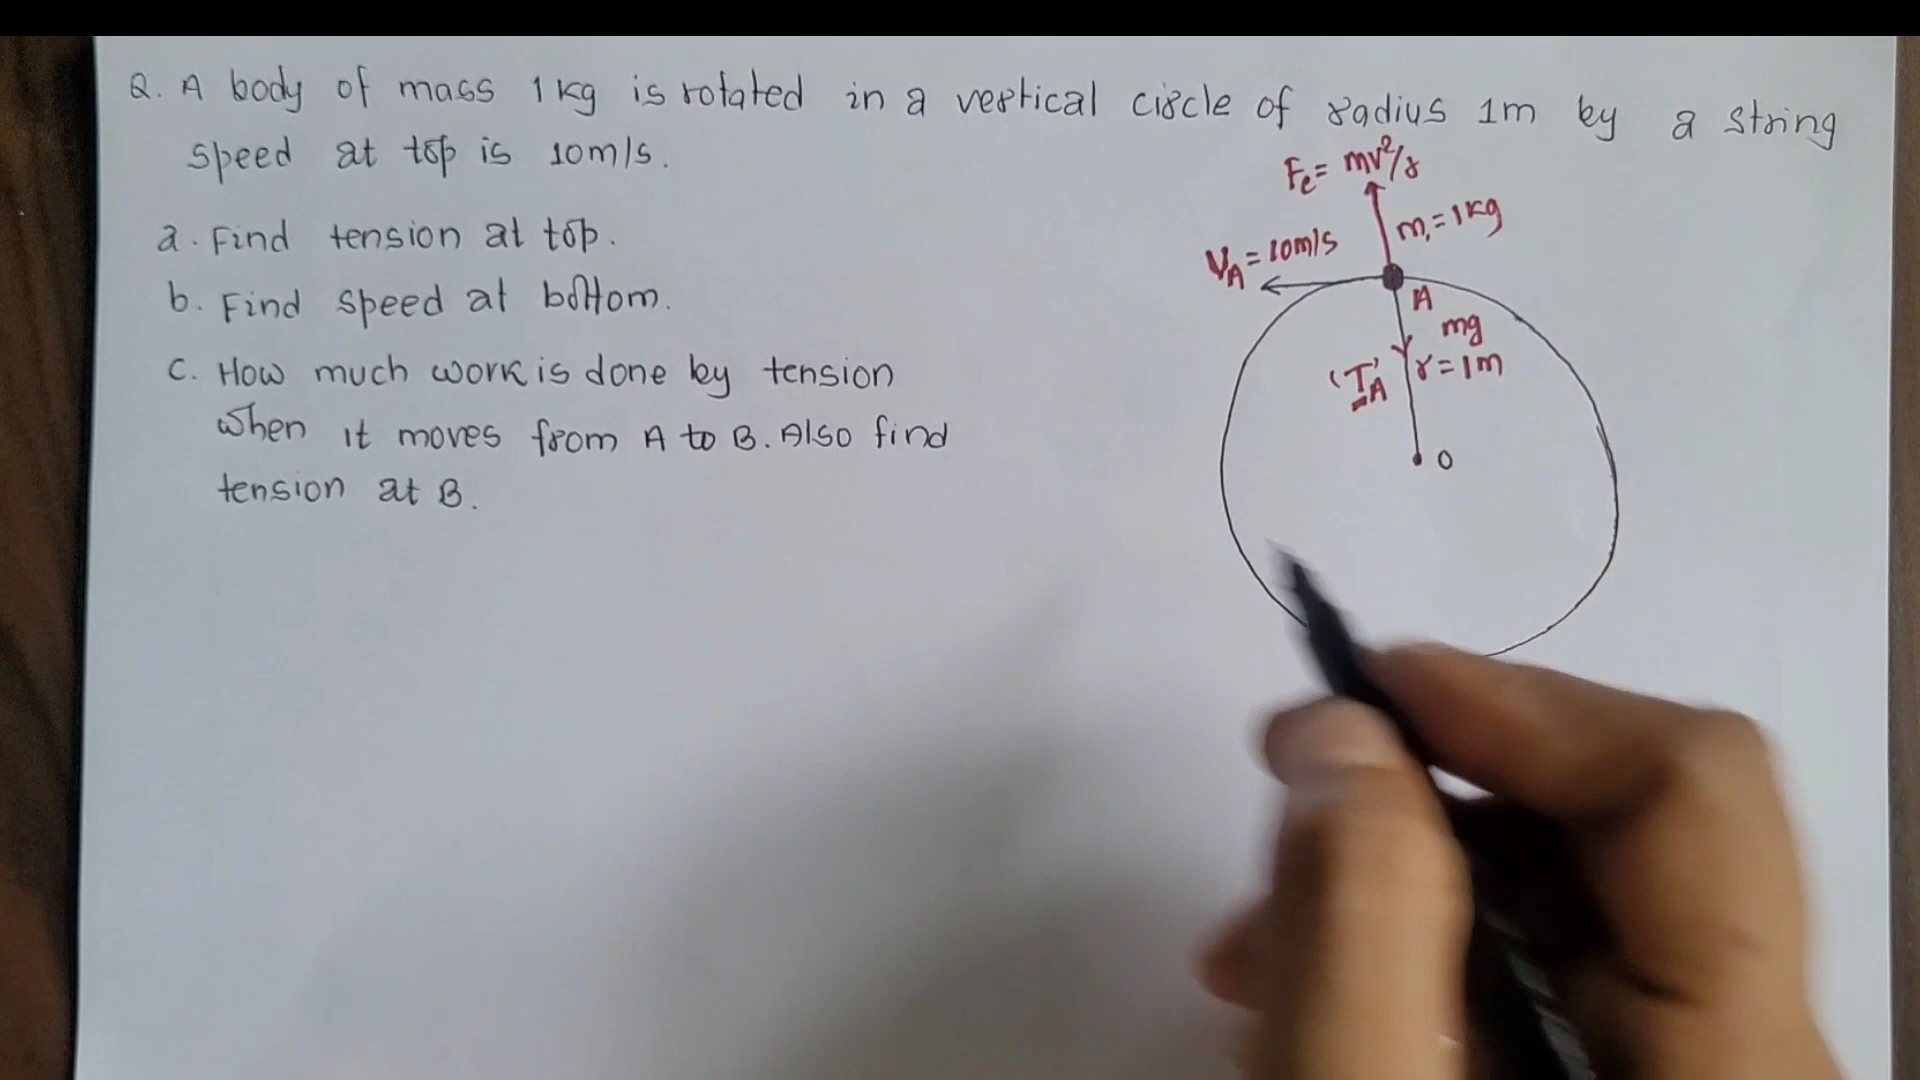 Q. A body of mass 1 kg is rotated in a vertical circle of radius 1m by a string
speed at top is 10m/s.
a. Find tension at top.
b. Find speed at bottom.
c. How much work is done by tension
when it moves from A to B. Also find
tension at B.
Fc = mv²/r
m, = 1kg
VA = 10m/s
A
mg
'TA'
r = 1m
O